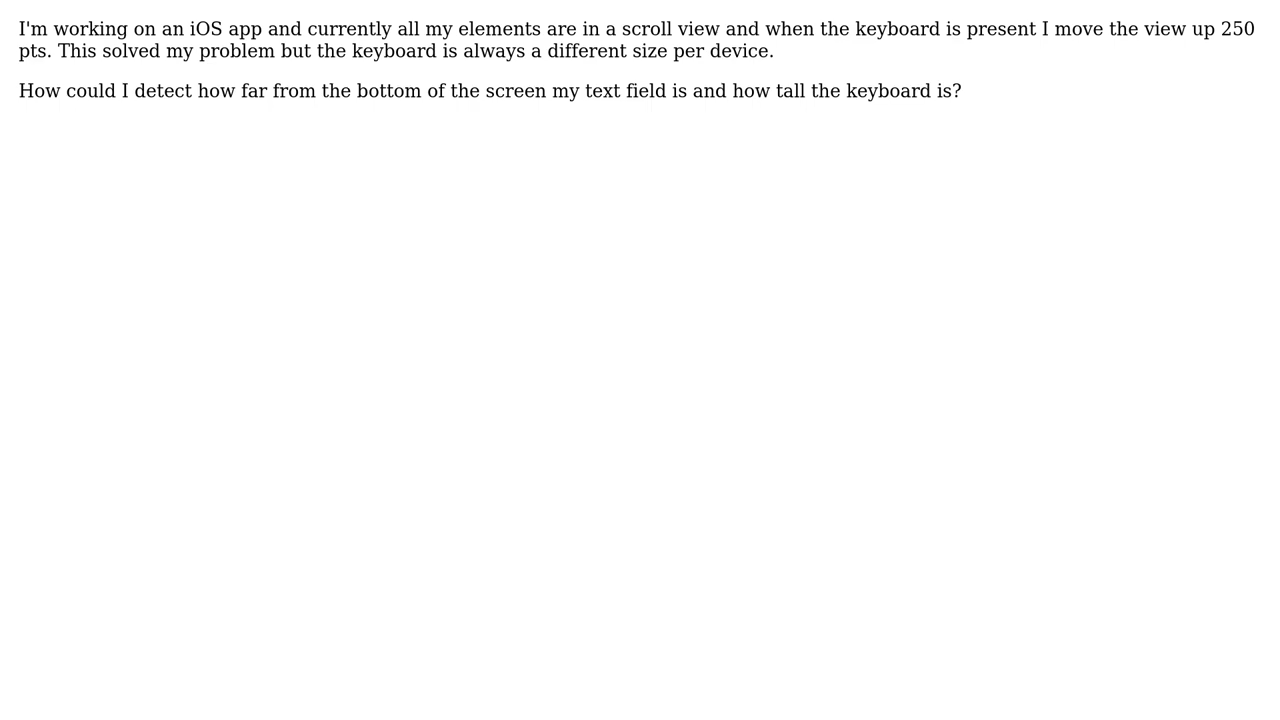 I'm working on an iOS app and currently all my elements are in a scroll view and when the keyboard is present I move the view up 250
pts. This solved my problem but the keyboard is always a different size per device.
How could I detect how far from the bottom of the screen my text field is and how tall the keyboard is?